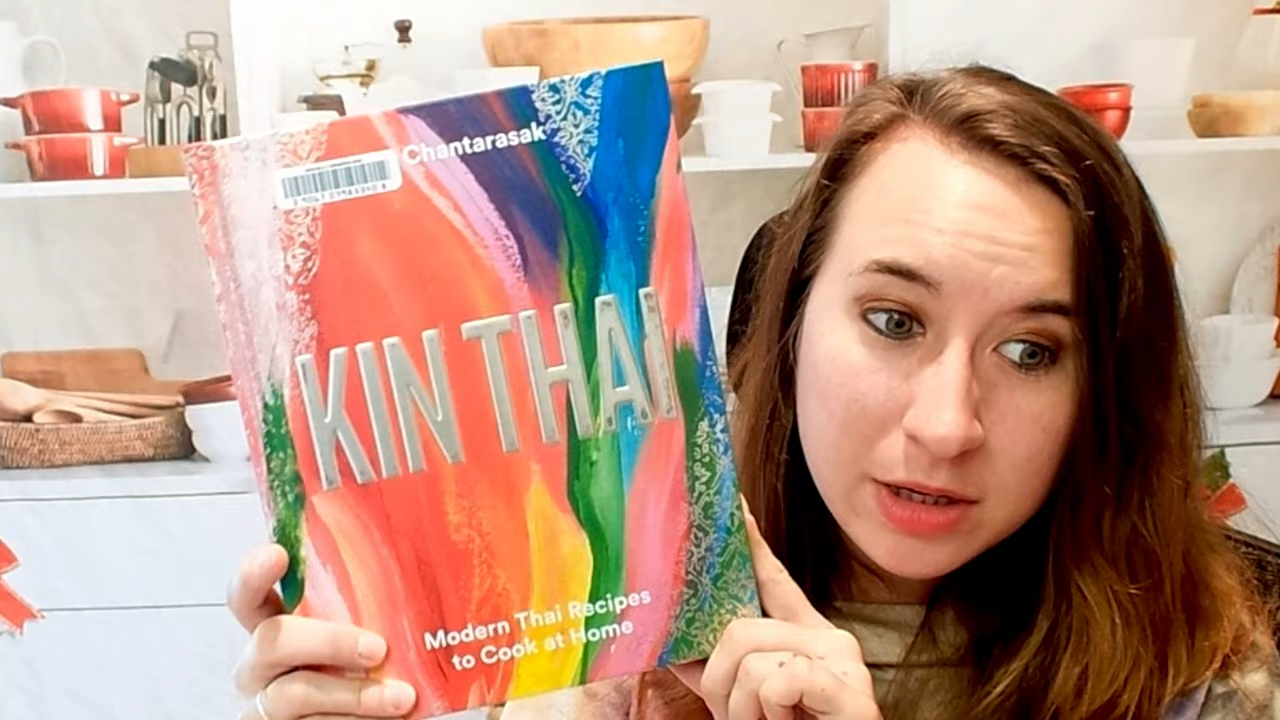 Chantarasak
KIN THAI
Modern Thai Recipes
to Cook at Home